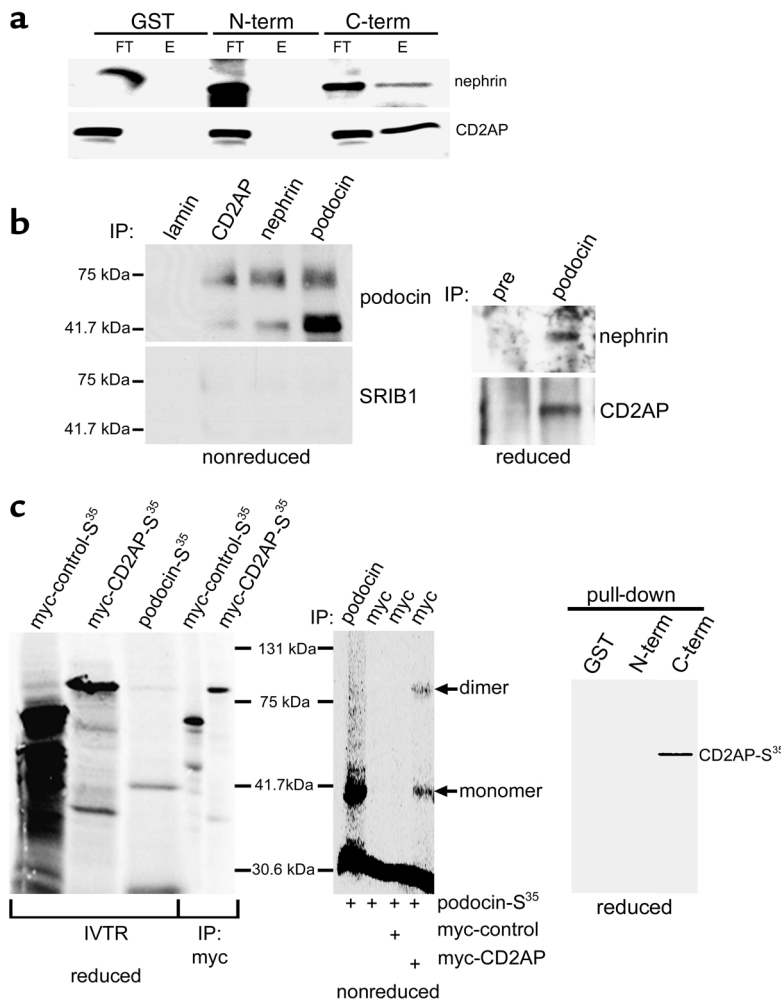 a
GST N-term C-term
FT E FT E FT E
nephrin
CD2AP
b
IP: lamin CD2AP nephrin podocin
75 kDa
41.7 kDa
podocin
75 kDa
41.7 kDa
SRIB1
nonreduced
IP: pre podocin
nephrin
CD2AP
reduced
c
myc-control-S35 myc-CD2AP-S35 podocin-S35 myc-control-S35 myc-CD2AP-S35
IVTR IP: myc
reduced
131 kDa
75 kDa
41.7kDa
30.6 kDa
IP: podocin myc myc myc
dimer
monomer
+ + + + podocin-S35
+ myc-control
+ myc-CD2AP
nonreduced
pull-down
GST N-term C-term
CD2AP-S35
reduced